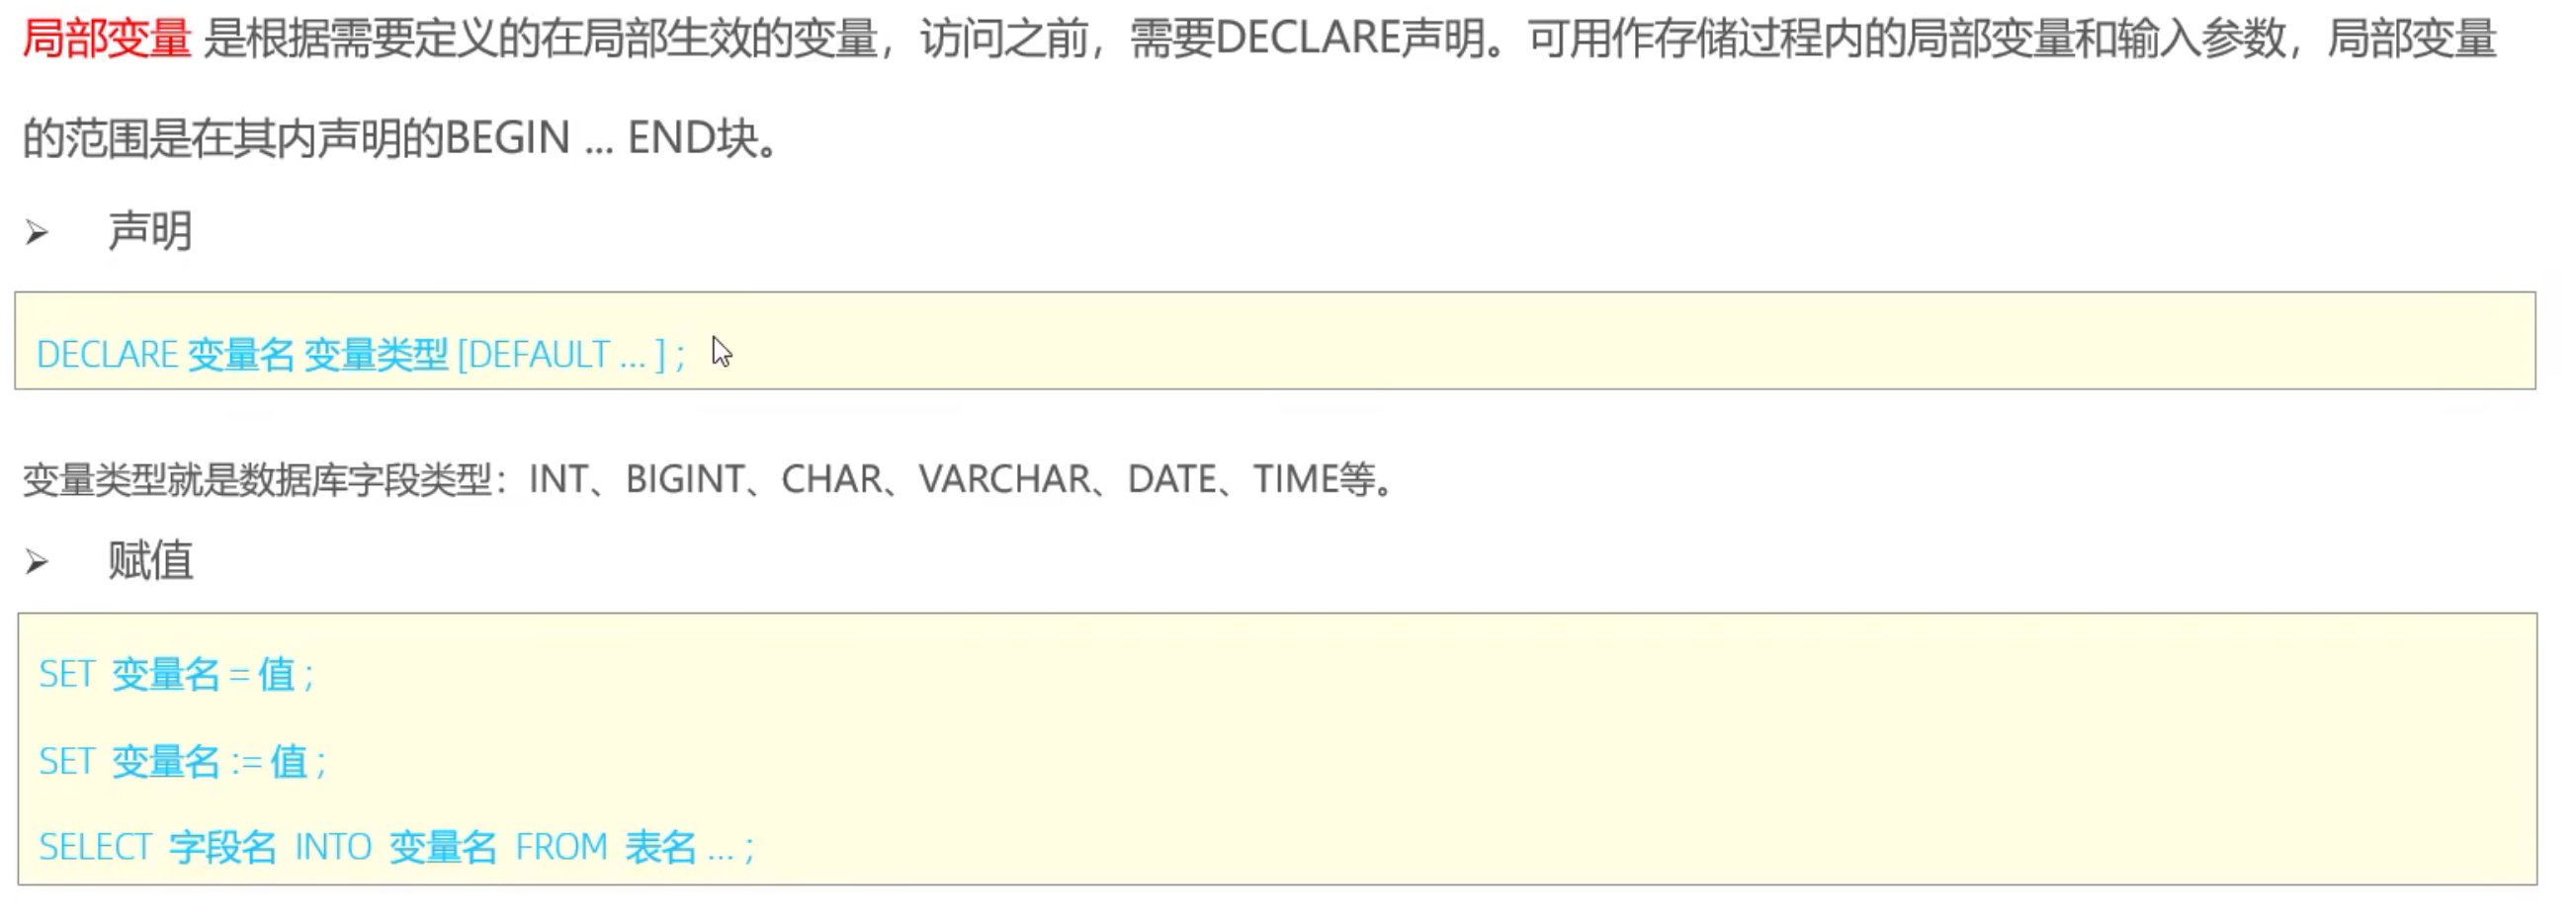 局部变量 是根据需要定义的在局部生效的变量，访问之前，需要DECLARE声明。可用作存储过程内的局部变量和输入参数，局部变量
的范围是在其内声明的BEGIN ... END块。
➢ 声明
DECLARE 变量名 变量类型 [DEFAULT ... ] ;
变量类型就是数据库字段类型：INT、BIGINT、CHAR、VARCHAR、DATE、TIME等。
➢ 赋值
SET 变量名 = 值 ;
SET 变量名 := 值 ;
SELECT 字段名 INTO 变量名 FROM 表名 ... ;